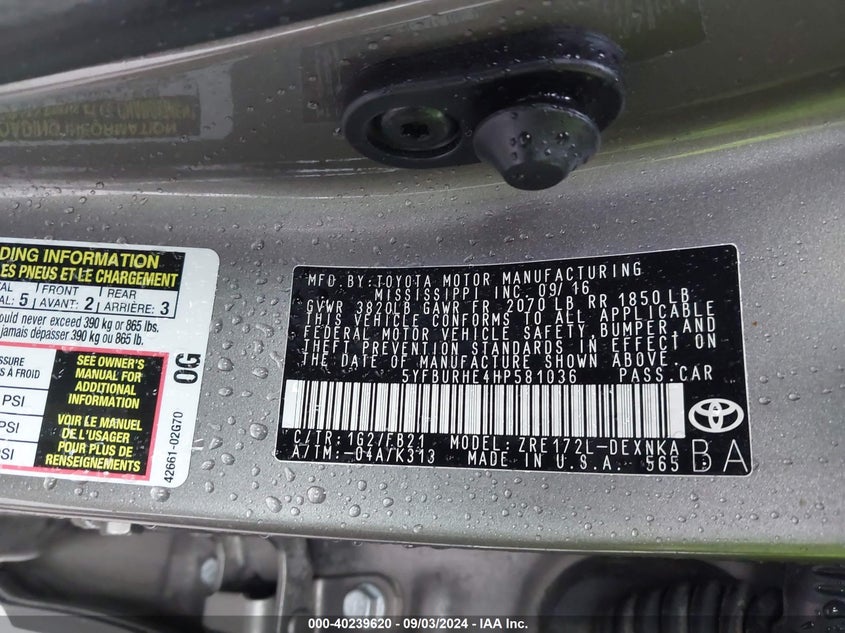 DING INFORMATION
LES PNEUS ET LE CHARGEMENT
AL: 5 FRONT AVANT: 2 REAR ARRIÈRE: 3
ould never exceed 390 kg or 865 lbs.
jamais dépasser 390 kg ou 865 lb.
À FROID
PSI
PSI
PSI
SEE OWNER'S
MANUAL FOR
ADDITIONAL
INFORMATION
VOIR LE MANUEL
DE L'USAGER
POUR PLUS DE
RENSEIGNEMENTS
0G
42661-02G70
MFD. BY: TOYOTA MOTOR MANUFACTURING
MISSISSIPPI, INC. 09/16
GVWR 3820LB GAWR FR 2070 LB RR 1850 LB
THIS VEHICLE CONFORMS TO ALL APPLICABLE
FEDERAL MOTOR VEHICLE SAFETY, BUMPER, AND
THEFT PREVENTION STANDARDS IN EFFECT ON
THE DATE OF MANUFACTURE SHOWN ABOVE.
5YFBURHE4HP581036 PASS.CAR
C/TR: 1G2/FB21 MODEL: ZRE172L-DEXNKA
A/TM:-04A/K313 MADE IN U.S.A. 565
BA
000-40239620 - 09/03/2024 - IAA Inc.